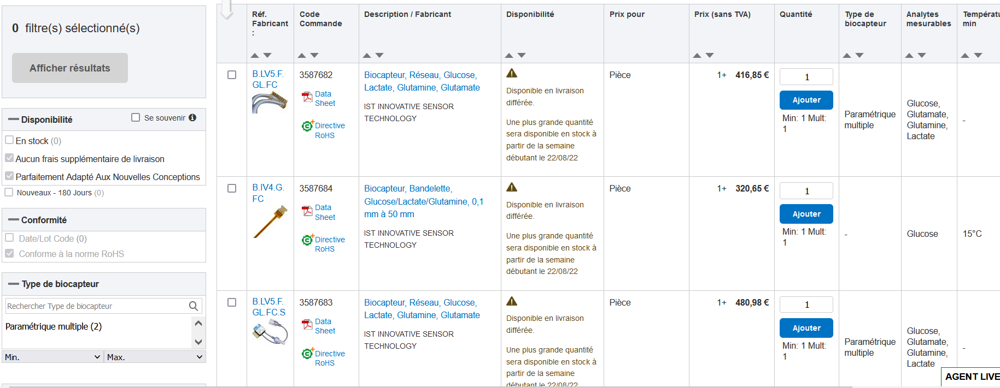 0 filtre(s) sélectionné(s)
Afficher résultats
Disponibilité
Se souvenir
En stock (0)
Aucun frais supplémentaire de livraison
Parfaitement Adapté Aux Nouvelles Conceptions
Nouveaux - 180 Jours (0)
Conformité
Date/Lot Code (0)
Conforme à la norme RoHS
Type de biocapteur
Rechercher Type de biocapteur
Paramétrique multiple (2)
Min.
Max.
Réf.
Fabricant
:
Code
Commande
Description / Fabricant
Disponibilité
Prix pour
Prix (sans TVA)
Quantité
Type de
biocapteur
Analytes
mesurables
Températu
min
B.LV5.F.
GL.FC
3587682
Data
Sheet
Directive
RoHS
Biocapteur, Réseau, Glucose,
Lactate, Glutamine, Glutamate
IST INNOVATIVE SENSOR
TECHNOLOGY
Disponible en livraison
différée.
Une plus grande quantité
sera disponible en stock à
partir de la semaine
débutant le 22/08/22
Pièce
1+ 416,85 €
1
Ajouter
Min: 1 Mult:
1
Paramétrique
multiple
Glucose,
Glutamate,
Glutamine,
Lactate
-
B.IV4.G.
FC
3587684
Data
Sheet
Directive
RoHS
Biocapteur, Bandelette,
Glucose/Lactate/Glutamine, 0,1
mm à 50 mm
IST INNOVATIVE SENSOR
TECHNOLOGY
Disponible en livraison
différée.
Une plus grande quantité
sera disponible en stock à
partir de la semaine
débutant le 22/08/22
Pièce
1+ 320,65 €
1
Ajouter
Min: 1 Mult:
1
-
Glucose
15°C
B.LV5.F.
GL.FC.S
3587683
Data
Sheet
Directive
RoHS
Biocapteur, Réseau, Glucose,
Lactate, Glutamine, Glutamate
IST INNOVATIVE SENSOR
TECHNOLOGY
Disponible en livraison
différée.
Une plus grande quantité
sera disponible en stock à
partir de la semaine
débutant le 22/08/22
Pièce
1+ 480,98 €
1
Ajouter
Min: 1 Mult:
1
Paramétrique
multiple
Glucose,
Glutamate,
Glutamine,
Lactate
-
AGENT LIVE